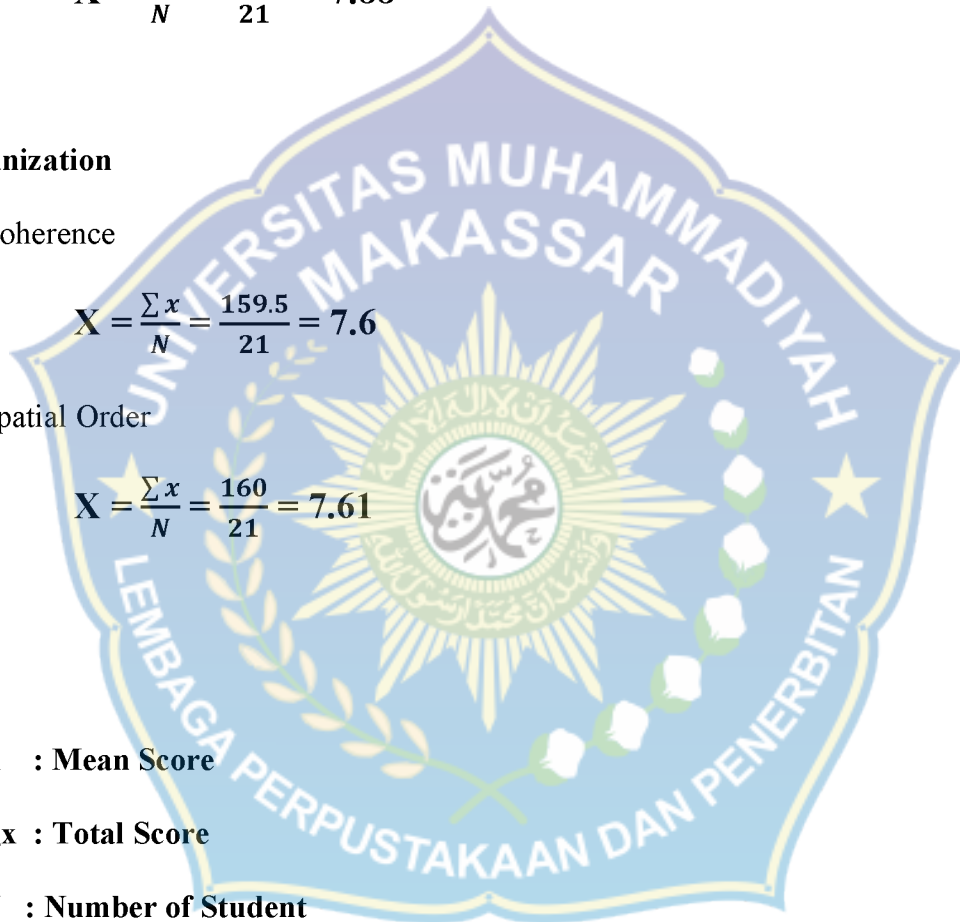 N 21
nization
oherence
X = ∑ x / N = 159.5 / 21 = 7.6
patial Order
X = ∑ x / N = 160 / 21 = 7.61
: Mean Score
x : Total Score
: Number of Student
UNIVERSITAS MUHAMMADIYAH
MAKASSAR
LEMBAGA PERPUSTAKAAN DAN PENERBITAN